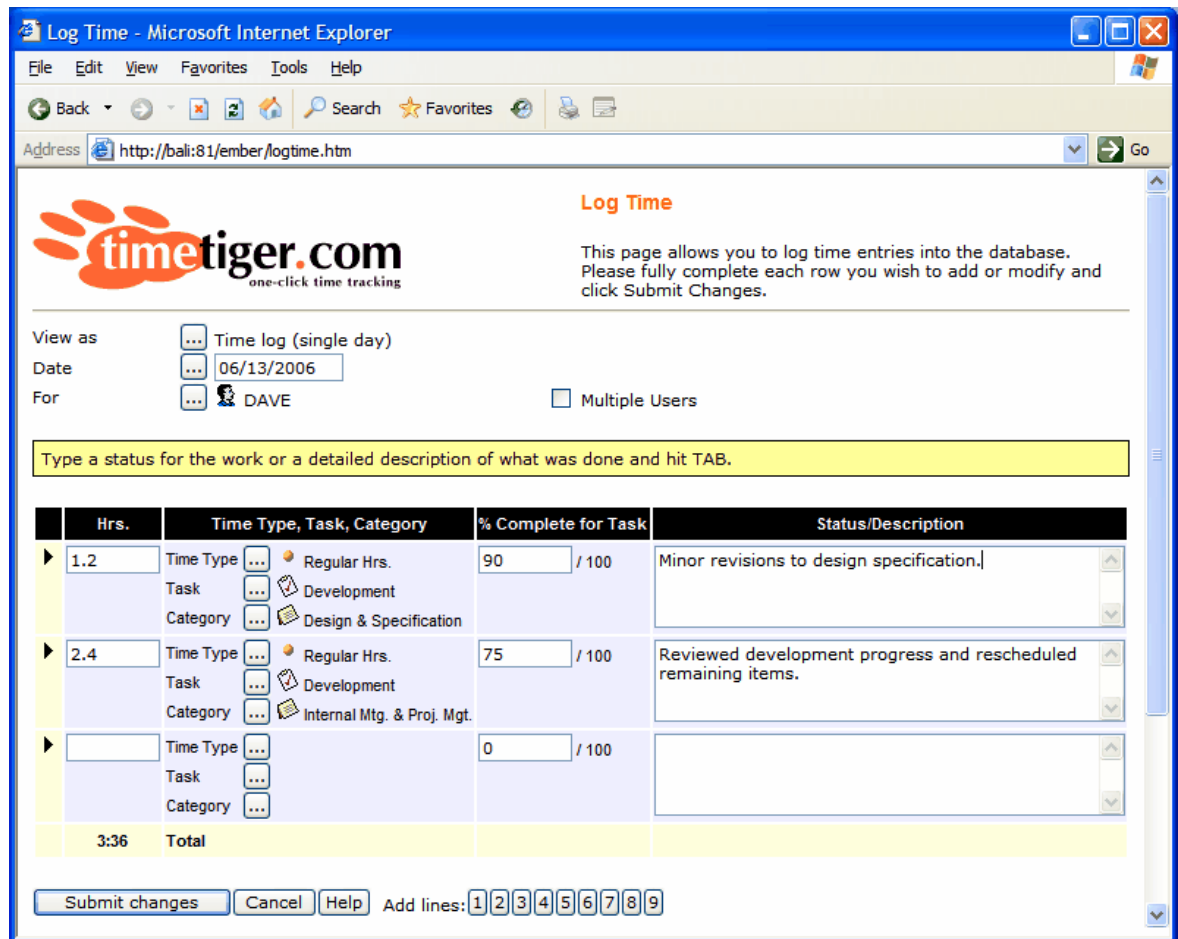 Log Time - Microsoft Internet Explorer
File Edit View Favorites Tools Help
Back Search Favorites
Address http://bali:81/ember/logtime.htm Go
timetiger.com
one-click time tracking
Log Time
This page allows you to log time entries into the database.
Please fully complete each row you wish to add or modify and
click Submit Changes.
View as ... Time log (single day)
Date ... 06/13/2006
For ... DAVE Multiple Users
Type a status for the work or a detailed description of what was done and hit TAB.
Hrs. Time Type, Task, Category % Complete for Task Status/Description
1.2 Time Type ... Regular Hrs. 90 / 100 Minor revisions to design specification.
Task ... Development
Category ... Design & Specification
2.4 Time Type ... Regular Hrs. 75 / 100 Reviewed development progress and rescheduled
Task ... Development remaining items.
Category ... Internal Mtg. & Proj. Mgt.
Time Type ... 0 / 100
Task ...
Category ...
3:36 Total
Submit changes Cancel Help Add lines: 1 2 3 4 5 6 7 8 9